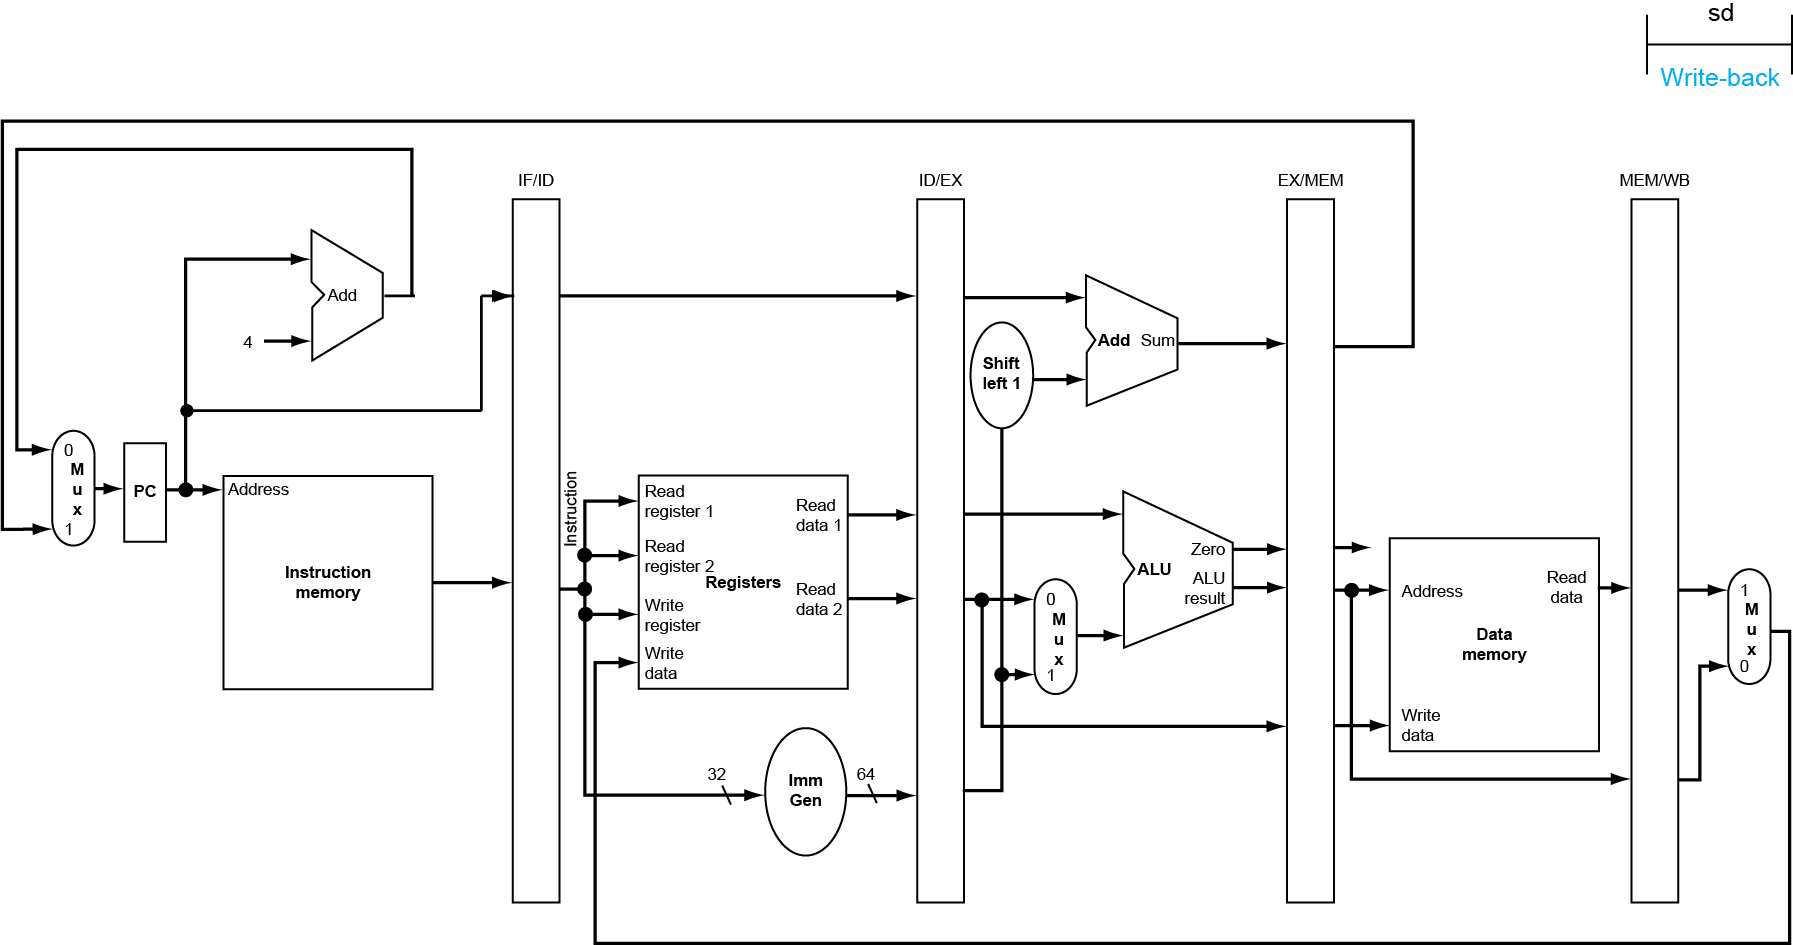 sd
Write-back
IF/ID
ID/EX
EX/MEM
MEM/WB
Add
4
0
M
u
x
1
PC
Address
Instruction
memory
Instruction
Read
register 1
Read
register 2
Write
register
Write
data
Registers
Read
data 1
Read
data 2
32
Imm
Gen
64
Shift
left 1
Add Sum
0
M
u
x
1
Zero
ALU
ALU
result
Address
Read
data
Data
memory
Write
data
1
M
u
x
0